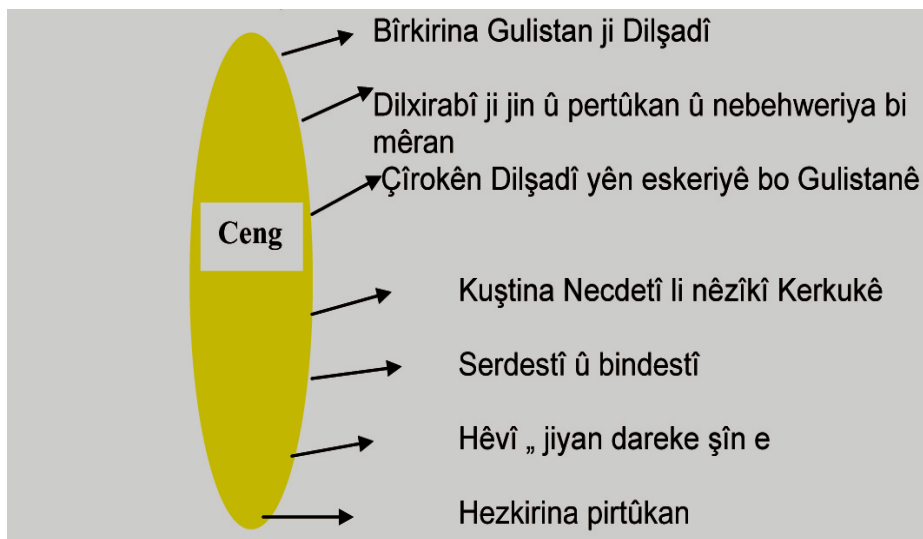 Bîrkirina Gulistan ji Dilşadî
Dilxirabî ji jin û pertûkan û nebehweriya bi
mêran
Çîrokên Dilşadî yên eskeriyê bo Gulistanê
Ceng
Kuştina Necdetî li nêzîkî Kerkukê
Serdestî û bindestî
Hêvî „ jiyan dareke şîn e
Hezkirina pirtûkan